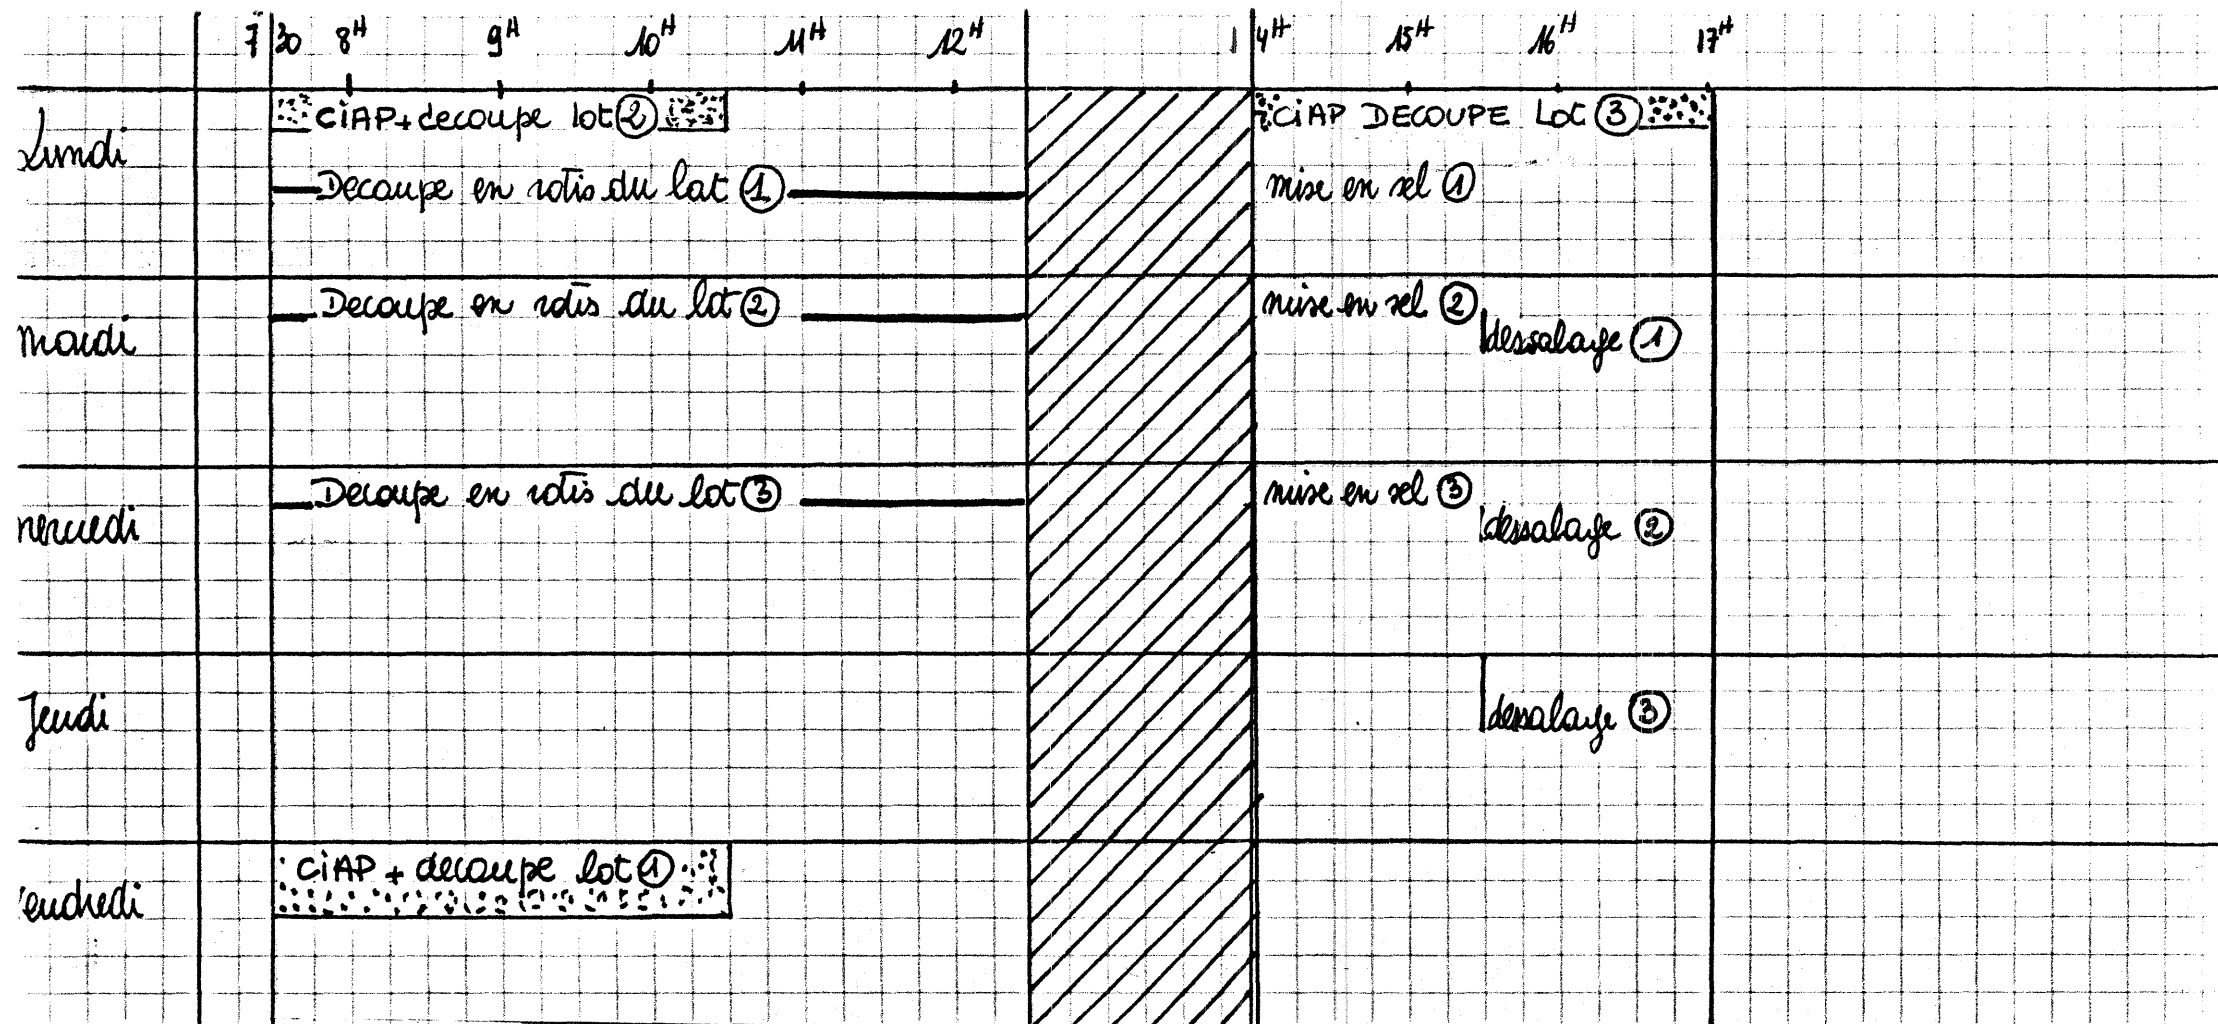 7 30 8H 9H 10H 11H 12H 14H 15H 16H 17H
Lundi
CiAP + decoupe lot 2
CiAP DECOUPE LOT 3
Decoupe en rotis du lot 1
mise en sel 1
mardi
Decoupe en rotis du lot 2
mise en sel 2
dessalage 1
mercredi
Decoupe en rotis du lot 3
mise en sel 3
dessalage 2
Jeudi
dessalage 3
endredi
CiAP + decoupe lot 1